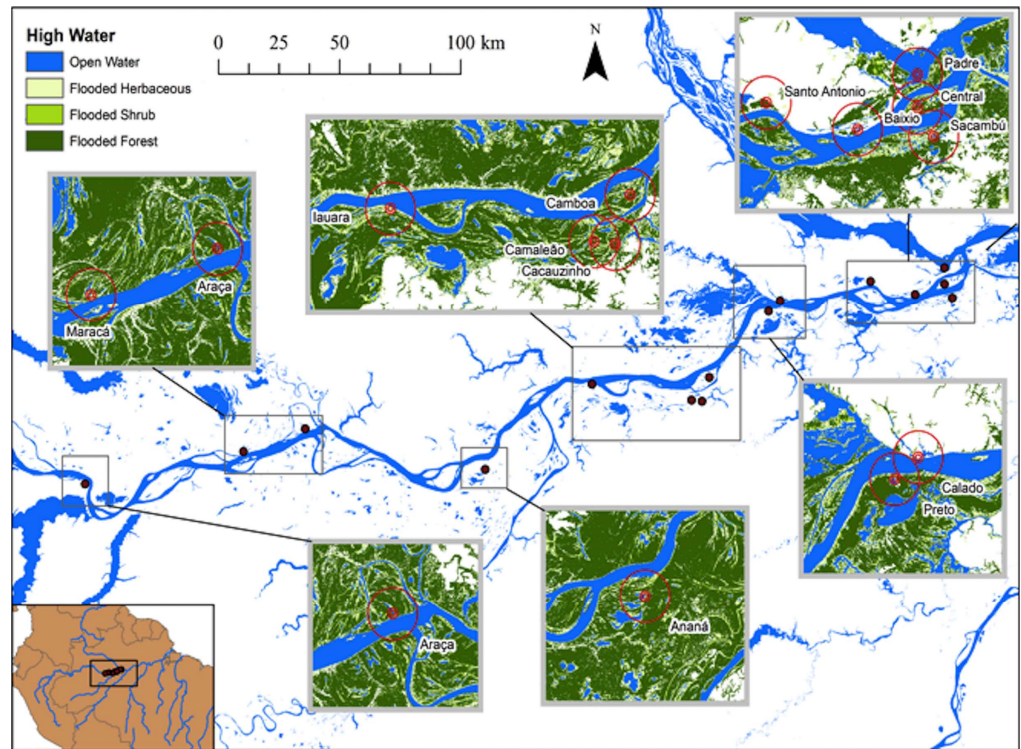 High Water
Open Water
Flooded Herbaceous
Flooded Shrub
Flooded Forest
0 25 50 100 km
N
Padre
Santo Antonio
Central
Baixio
Sacambú
Iauara
Camboa
Camaleão
Cacauzinho
Araça
Maracá
Calado
Preto
Araça
Ananá